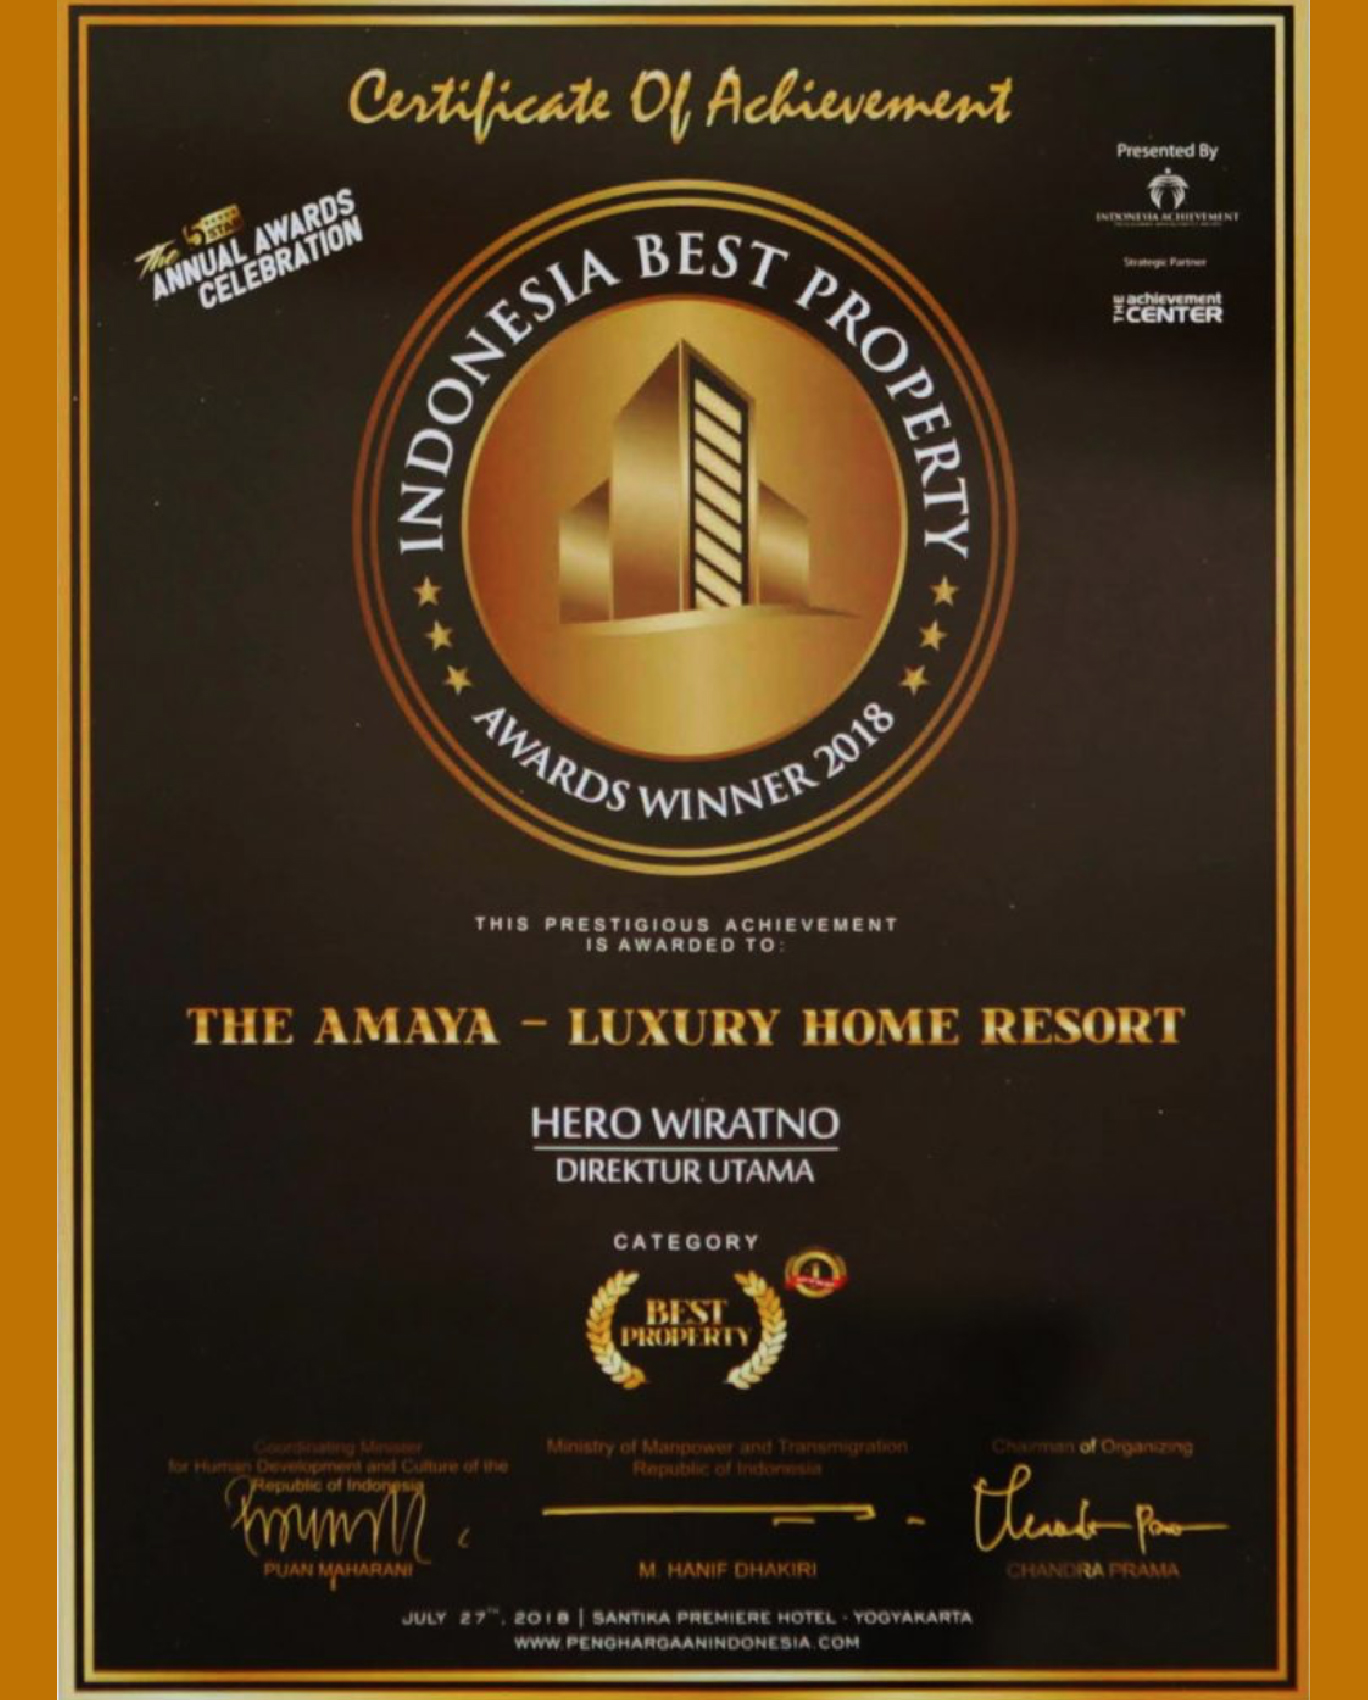 Certificate Of Achievement
Presented By
INDONESIA ACHIEVEMENT
Strategic Partner
THE achievement
CENTER
The 5 STAR
ANNUAL AWARDS
CELEBRATION
INDONESIA BEST PROPERTY
AWARDS WINNER 2018
THIS PRESTIGIOUS ACHIEVEMENT
IS AWARDED TO:
THE AMAYA - LUXURY HOME RESORT
HERO WIRATNO
DIREKTUR UTAMA
CATEGORY
BEST
PROPERTY
Coordinating Minister
for Human Development and Culture of the
Republic of Indonesia
PUAN MAHARANI
Ministry of Manpower and Transmigration
Republic of Indonesia
M. HANIF DHAKIRI
Chairman of Organizing
CHANDRA PRAMA
JULY 27TH, 2018 | SANTIKA PREMIERE HOTEL - YOGYAKARTA
WWW.PENGHARGAANINDONESIA.COM